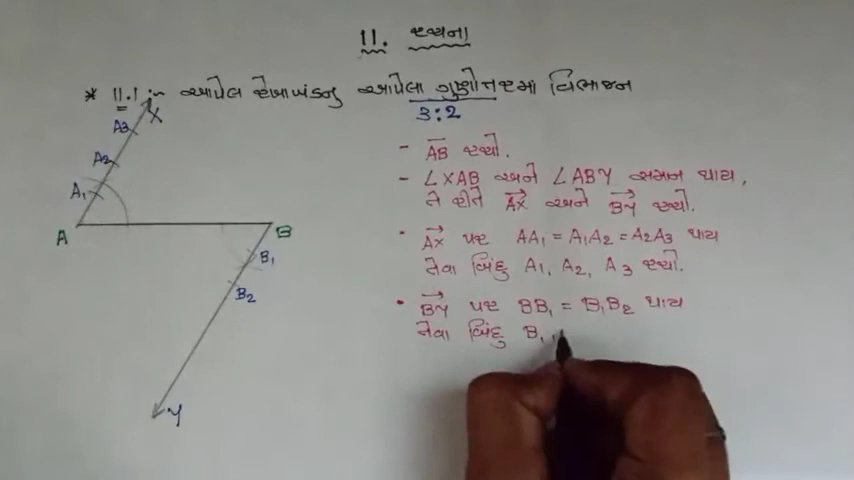 11. રચના
* 11.1 :- આપેલ રેખાખંડનુ આપેલા ગુણોત્તરમાં વિભાજન
3:2
- AB રચો.
- ∠XAB અને ∠ABY સમાન થાય,
તે રીતે AX અને BY રચો.
• AX પર AA₁ = A₁A₂ = A₂A₃ થાય
તેવા બિંદુ A₁, A₂, A₃ રચો.
• BY પર BB₁ = B₁B₂ થાય
તેવા બિંદુ B₁,
X
A₃
A₂
A₁
A
B
B₁
B₂
Y